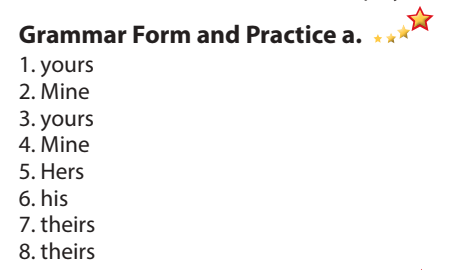 Grammar Form and Practice a.
1. yours
2. Mine
3. yours
4. Mine
5. Hers
6. his
7. theirs
8. theirs